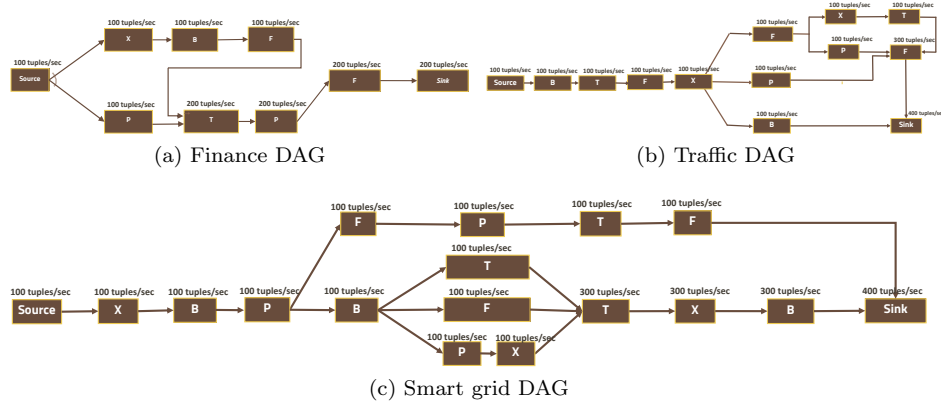 100 tuples/sec 100 tuples/sec 100 tuples/sec
X B F
100 tuples/sec
Source
200 tuples/sec 200 tuples/sec
F Sink
100 tuples/sec 200 tuples/sec 200 tuples/sec
P T P
(a) Finance DAG
100 tuples/sec 100 tuples/sec
X T
100 tuples/sec
F
100 tuples/sec 300 tuples/sec
P F
100 tuples/sec 100 tuples/sec 100 tuples/sec 100 tuples/sec 100 tuples/sec 100 tuples/sec
Source B T F X p
100 tuples/sec 400 tuples/sec
B Sink
(b) Traffic DAG
100 tuples/sec 100 tuples/sec 100 tuples/sec 100 tuples/sec
F P T F
100 tuples/sec
T
100 tuples/sec 100 tuples/sec 100 tuples/sec 100 tuples/sec 100 tuples/sec 100 tuples/sec 300 tuples/sec 300 tuples/sec 300 tuples/sec 400 tuples/sec
Source X B P B F T X B Sink
100 tuples/sec 100 tuples/sec
P X
(c) Smart grid DAG